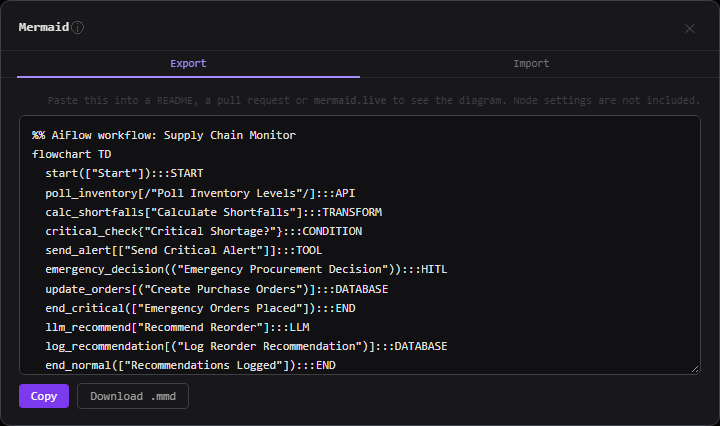 Mermaid
Export
Import
Paste this into a README, a pull request or mermaid.live to see the diagram. Node settings are not included.
%% AiFlow workflow: Supply Chain Monitor
flowchart TD
  start(["Start"]):::START
  poll_inventory[/"Poll Inventory Levels"/]:::API
  calc_shortfalls["Calculate Shortfalls"]:::TRANSFORM
  critical_check{"Critical Shortage?"}:::CONDITION
  send_alert[["Send Critical Alert"]]:::TOOL
  emergency_decision(("Emergency Procurement Decision")):::HITL
  update_orders[("Create Purchase Orders")]:::DATABASE
  end_critical(["Emergency Orders Placed"]):::END
  llm_recommend["Recommend Reorder"]:::LLM
  log_recommendation[("Log Reorder Recommendation")]:::DATABASE
  end_normal(["Recommendations Logged"]):::END
Copy
Download .mmd